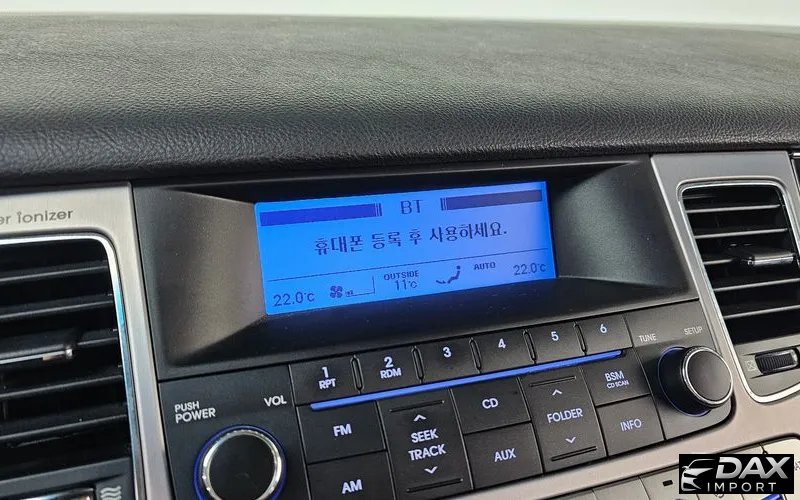 er ionizer
BT
휴대폰 등록 후 사용하세요.
22.0°c
OUTSIDE
11°c
AUTO
22.0°c
PUSH
POWER
VOL
1
RPT
2
RDM
3
4
5
6
TUNE
SETUP
FM
AM
SEEK
TRACK
CD
AUX
FOLDER
BSM
CD SCAN
INFO
DAX
IMPORT